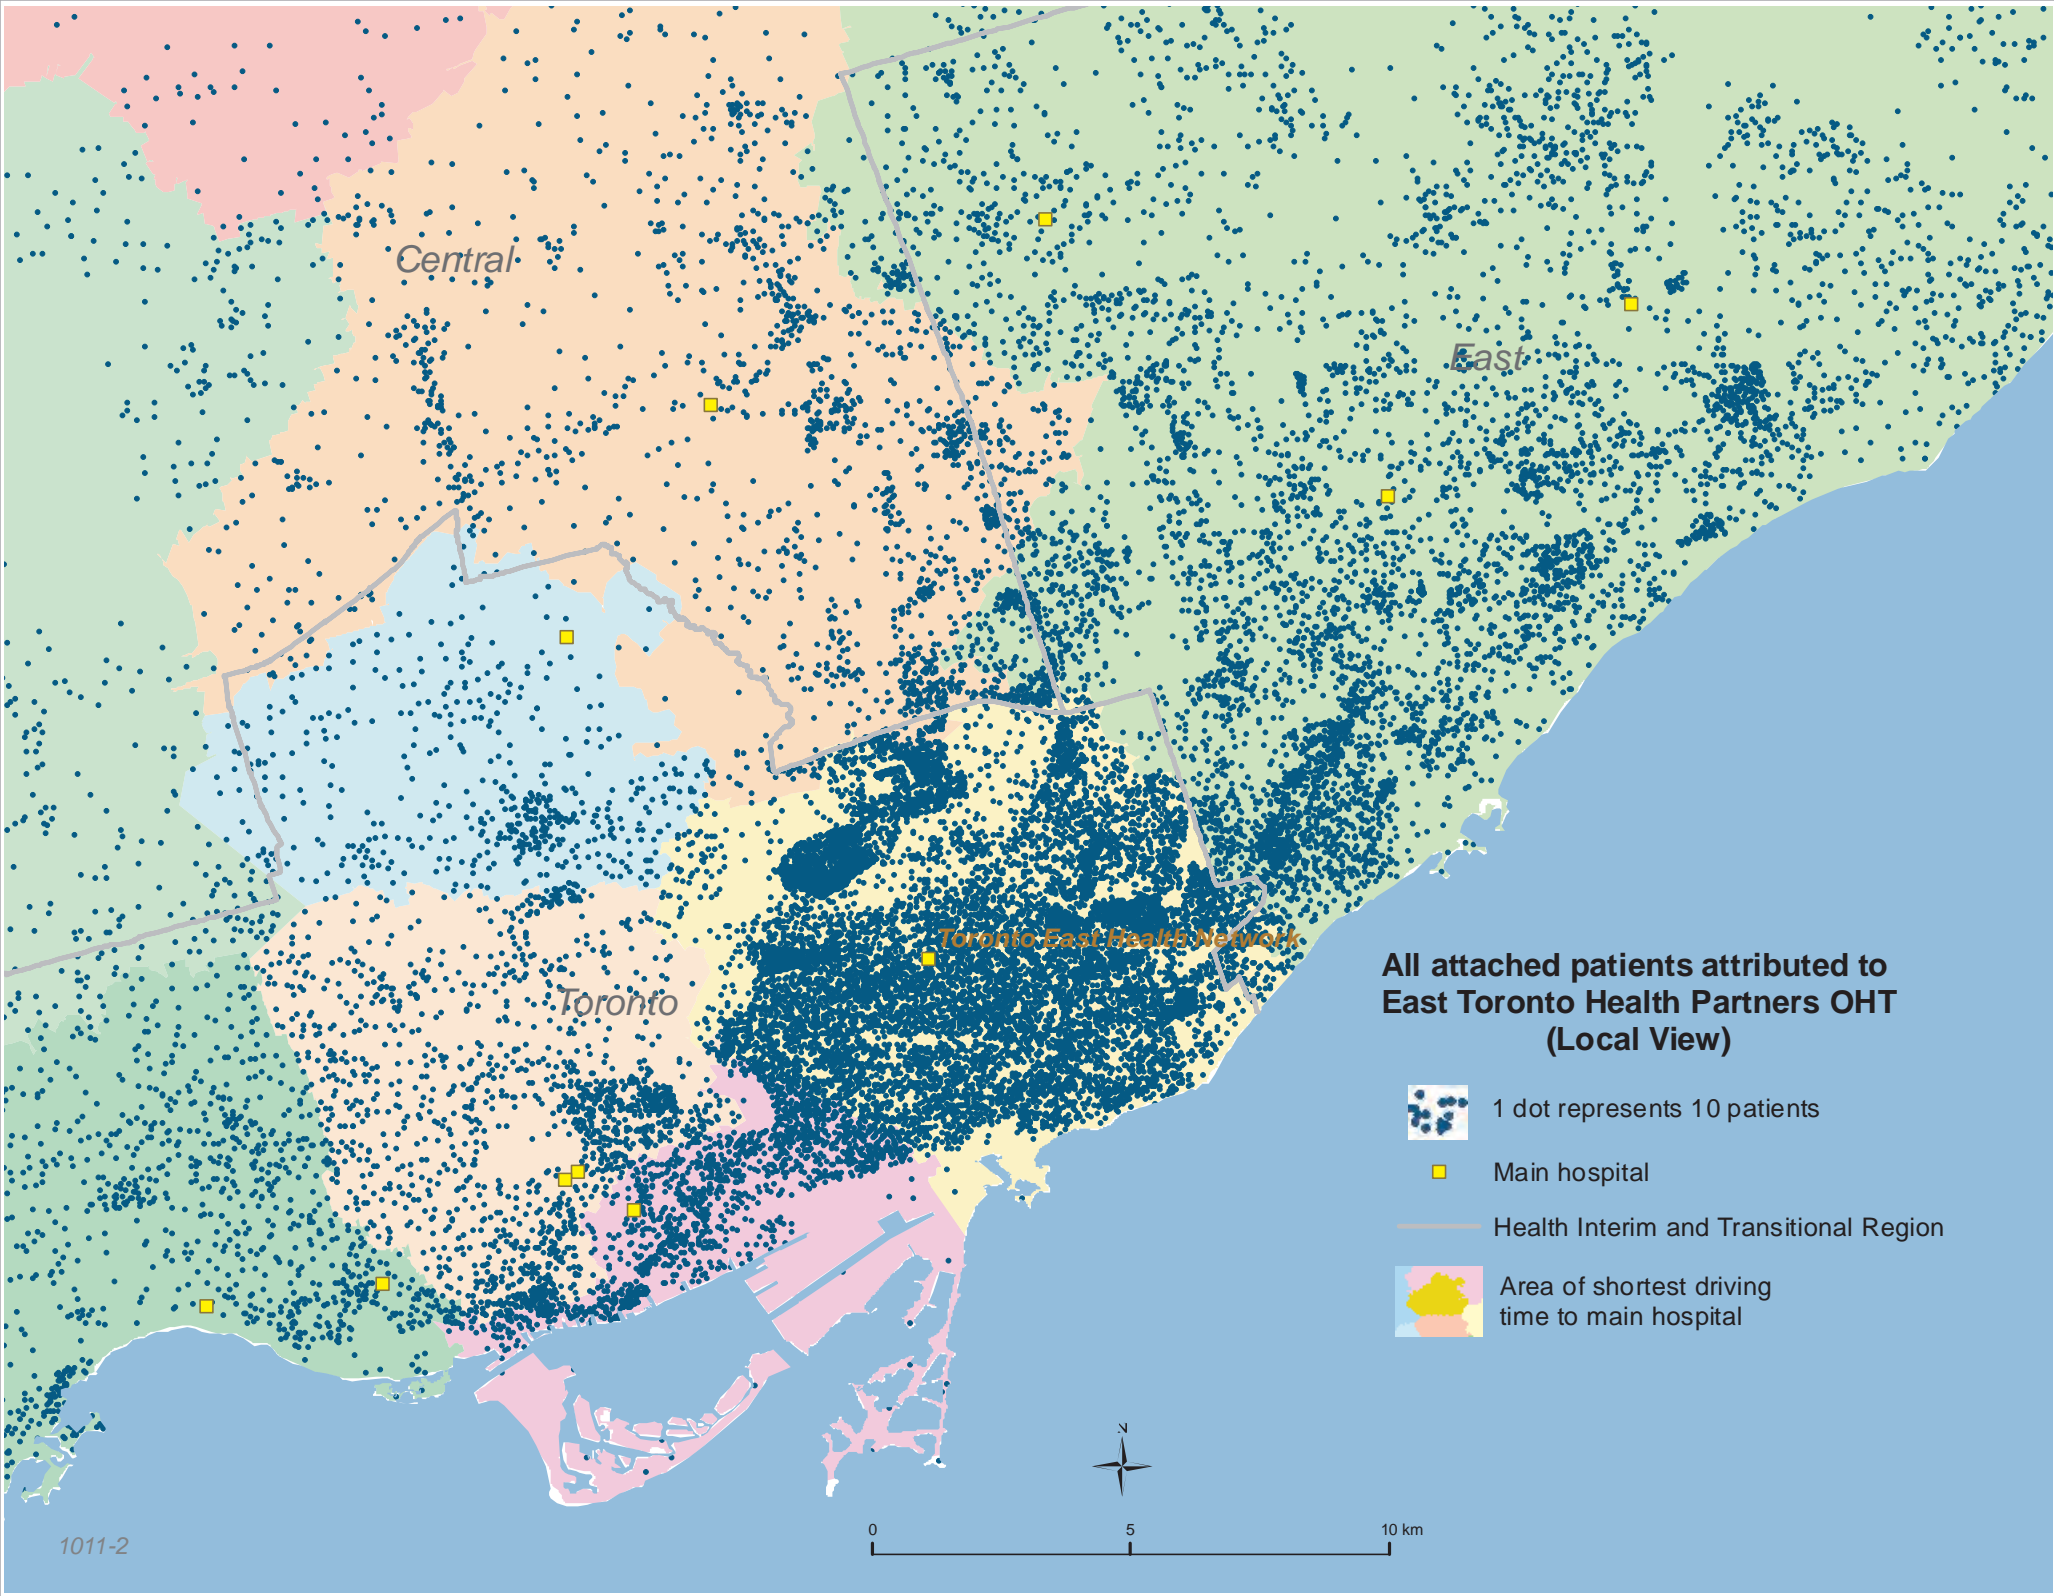 Central
East
Toronto East Health Network
Toronto
All attached patients attributed to
East Toronto Health Partners OHT
(Local View)
1 dot represents 10 patients
Main hospital
Health Interim and Transitional Region
Area of shortest driving
time to main hospital
N
0 5 10 km
1011-2